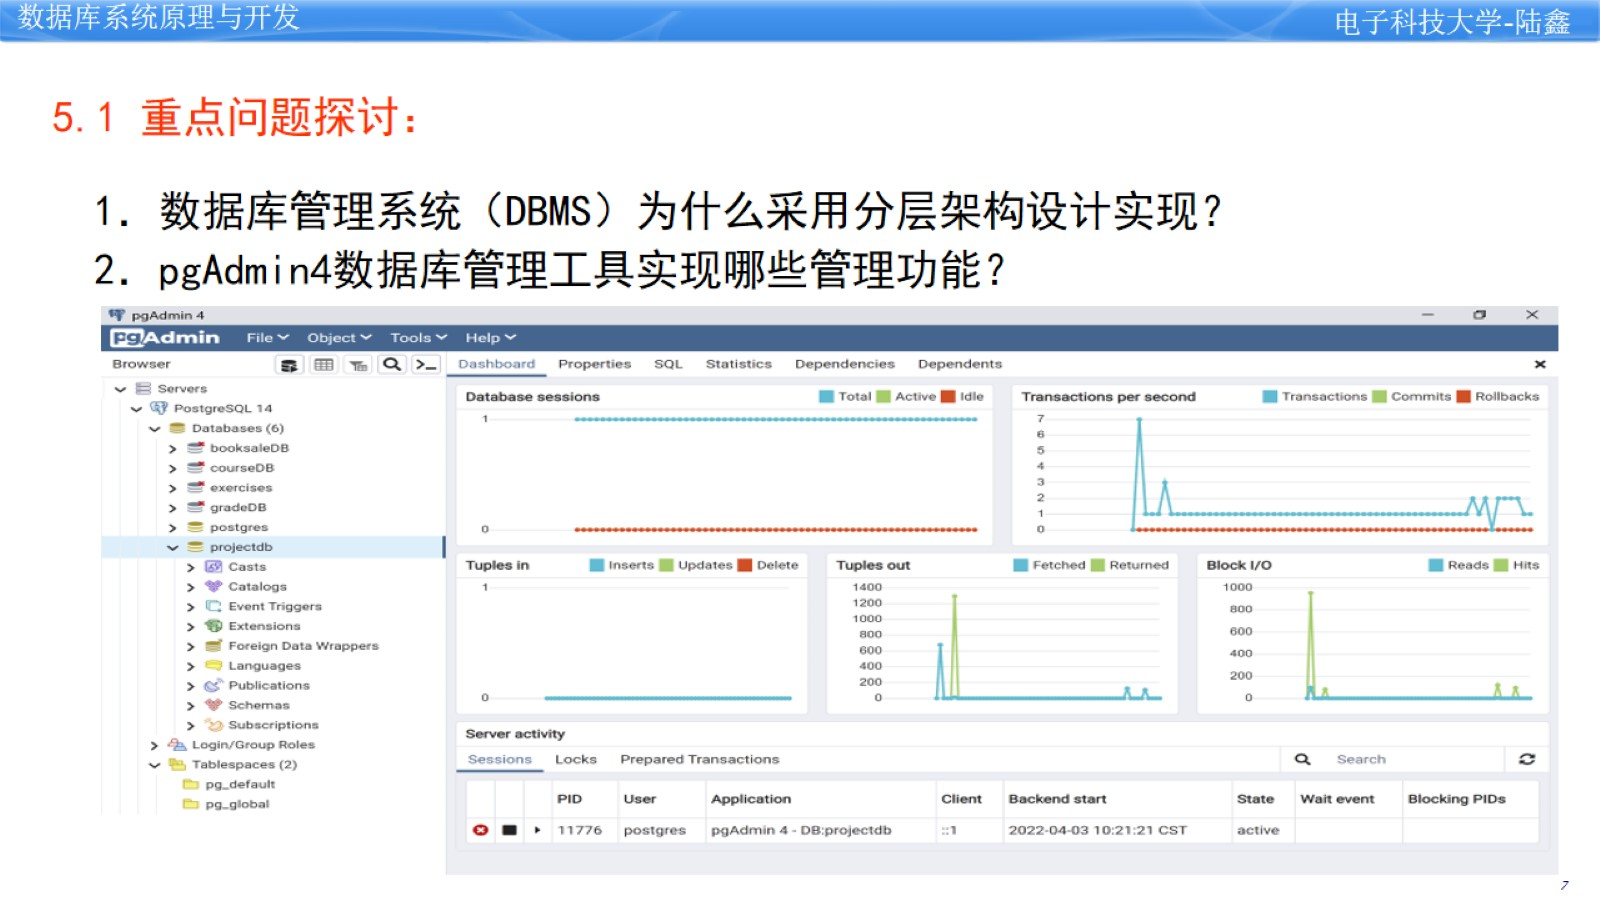 数据库系统原理与开发
电子科技大学-陆鑫
5.1 重点问题探讨：
1. 数据库管理系统（DBMS）为什么采用分层架构设计实现？
2. pgAdmin4数据库管理工具实现哪些管理功能？
pgAdmin 4
pgAdmin File Object Tools Help
Browser
Dashboard Properties SQL Statistics Dependencies Dependents
Servers
PostgreSQL 14
Databases (6)
booksaleDB
courseDB
exercises
gradeDB
postgres
projectdb
Casts
Catalogs
Event Triggers
Extensions
Foreign Data Wrappers
Languages
Publications
Schemas
Subscriptions
Login/Group Roles
Tablespaces (2)
pg_default
pg_global
Database sessions Total Active Idle
1
0
Transactions per second Transactions Commits Rollbacks
7
6
5
4
3
2
1
0
Tuples in Inserts Updates Delete
1
0
Tuples out Fetched Returned
1400
1200
1000
800
600
400
200
0
Block I/O Reads Hits
1000
800
600
400
200
0
Server activity
Sessions Locks Prepared Transactions Search
PID User Application Client Backend start State Wait event Blocking PIDs
11776 postgres pgAdmin 4 - DB:projectdb ::1 2022-04-03 10:21:21 CST active
7